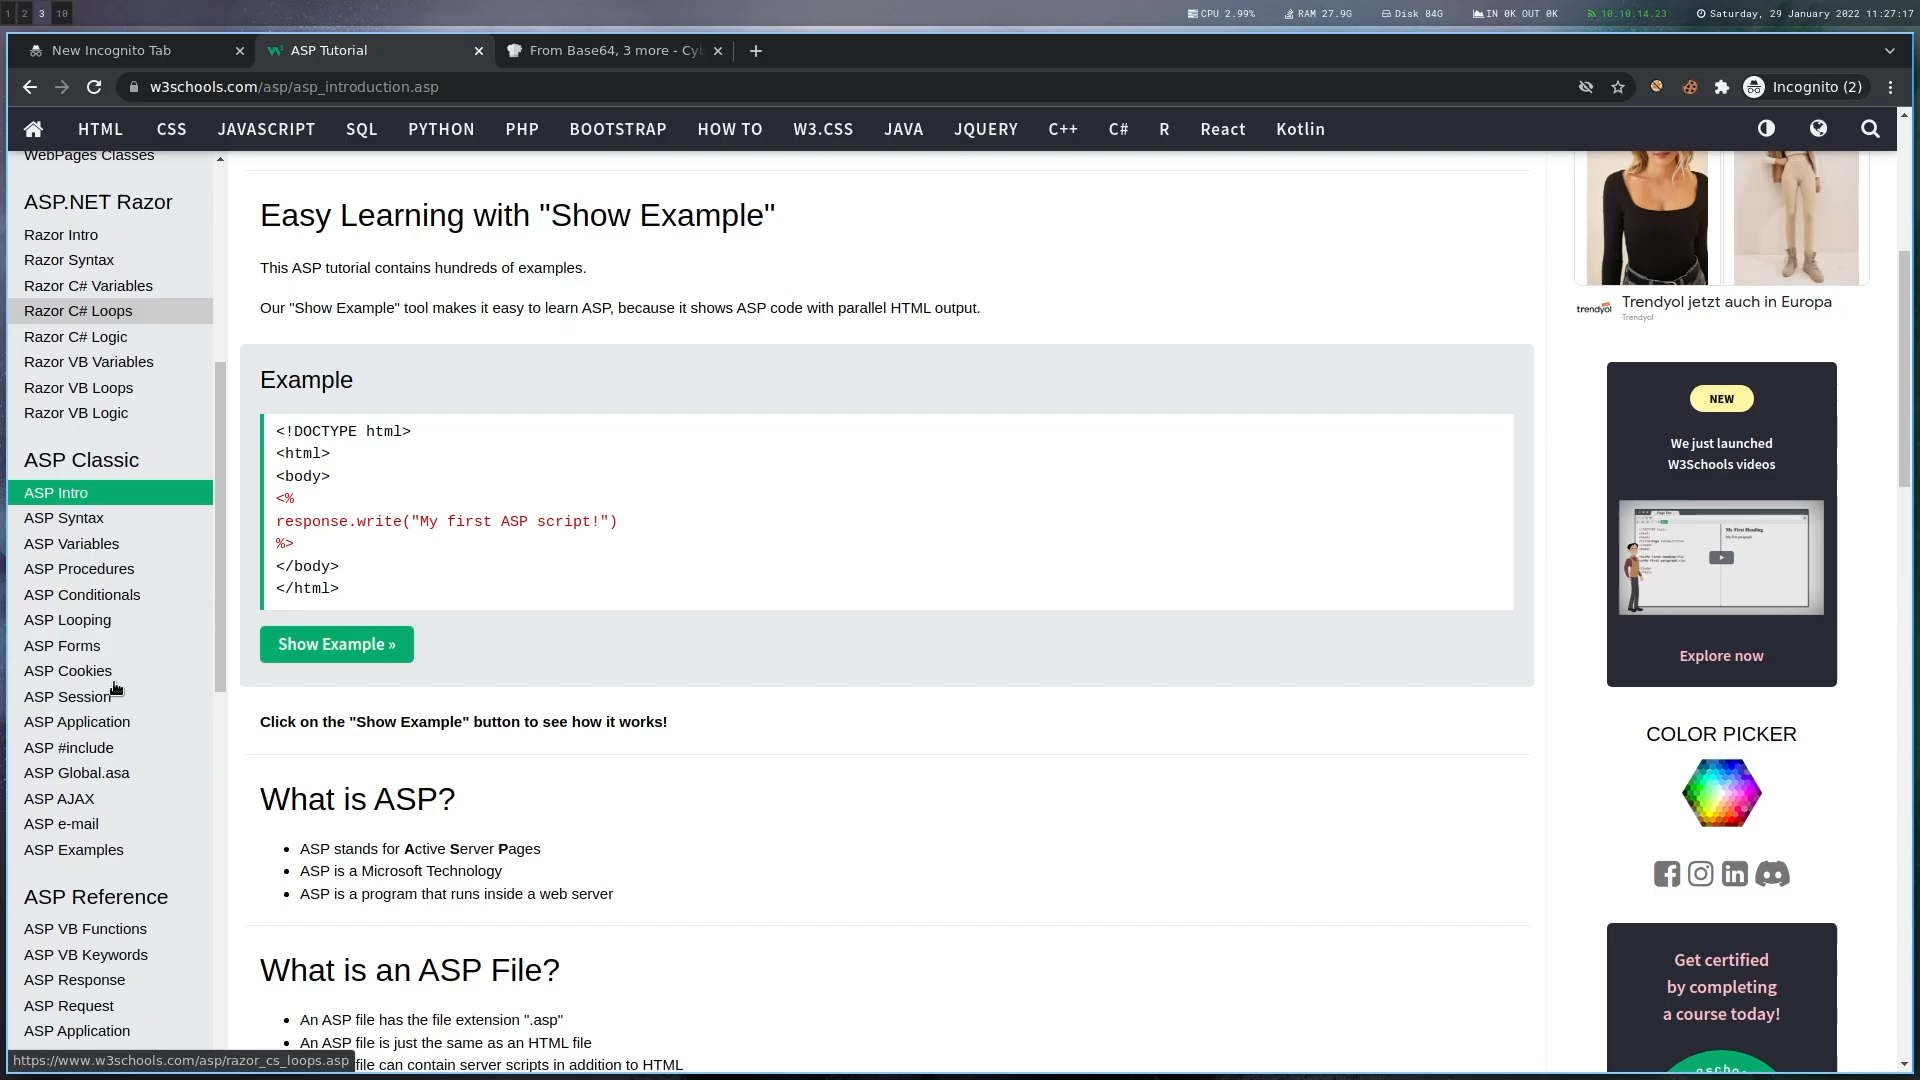 1 2 3 10
CPU 2.99% RAM 27.9G Disk 84G IN 0K OUT 0K 10.10.14.23 Saturday, 29 January 2022 11:27:17
New Incognito Tab
ASP Tutorial
From Base64, 3 more - Cyb
w3schools.com/asp/asp_introduction.asp
Incognito (2)
HTML CSS JAVASCRIPT SQL PYTHON PHP BOOTSTRAP HOW TO W3.CSS JAVA JQUERY C++ C# R React Kotlin
WebPages Classes
ASP.NET Razor
Razor Intro
Razor Syntax
Razor C# Variables
Razor C# Loops
Razor C# Logic
Razor VB Variables
Razor VB Loops
Razor VB Logic
ASP Classic
ASP Intro
ASP Syntax
ASP Variables
ASP Procedures
ASP Conditionals
ASP Looping
ASP Forms
ASP Cookies
ASP Session
ASP Application
ASP #include
ASP Global.asa
ASP AJAX
ASP e-mail
ASP Examples
ASP Reference
ASP VB Functions
ASP VB Keywords
ASP Response
ASP Request
ASP Application
https://www.w3schools.com/asp/razor_cs_loops.asp
Easy Learning with "Show Example"
This ASP tutorial contains hundreds of examples.
Our "Show Example" tool makes it easy to learn ASP, because it shows ASP code with parallel HTML output.
Example
<!DOCTYPE html>
<html>
<body>
<%
response.write("My first ASP script!")
%>
</body>
</html>
Show Example »
Click on the "Show Example" button to see how it works!
What is ASP?
ASP stands for Active Server Pages
ASP is a Microsoft Technology
ASP is a program that runs inside a web server
What is an ASP File?
An ASP file has the file extension ".asp"
An ASP file is just the same as an HTML file
file can contain server scripts in addition to HTML
trendyol
Trendyol jetzt auch in Europa
Trendyol
NEW
We just launched
W3Schools videos
My First Heading
Explore now
COLOR PICKER
Get certified
by completing
a course today!